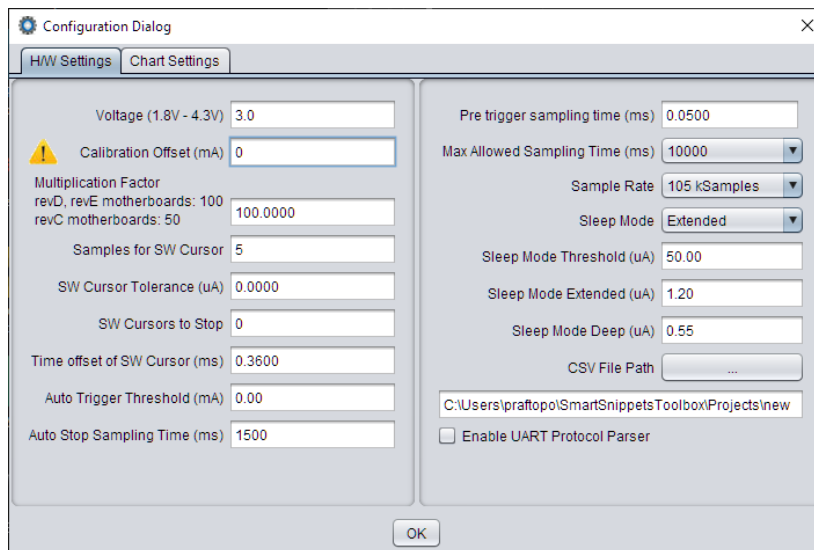 Configuration Dialog
H/W Settings
Chart Settings
Voltage (1.8V - 4.3V) 3.0
Calibration Offset (mA) 0
Multiplication Factor
revD, revE motherboards: 100
revC motherboards: 50
100.0000
Samples for SW Cursor 5
SW Cursor Tolerance (uA) 0.0000
SW Cursors to Stop 0
Time offset of SW Cursor (ms) 0.3600
Auto Trigger Threshold (mA) 0.00
Auto Stop Sampling Time (ms) 1500
Pre trigger sampling time (ms) 0.0500
Max Allowed Sampling Time (ms) 10000
Sample Rate 105 kSamples
Sleep Mode Extended
Sleep Mode Threshold (uA) 50.00
Sleep Mode Extended (uA) 1.20
Sleep Mode Deep (uA) 0.55
CSV File Path ...
C:\Users\praftopo\SmartSnippetsToolbox\Projects\new
Enable UART Protocol Parser
OK